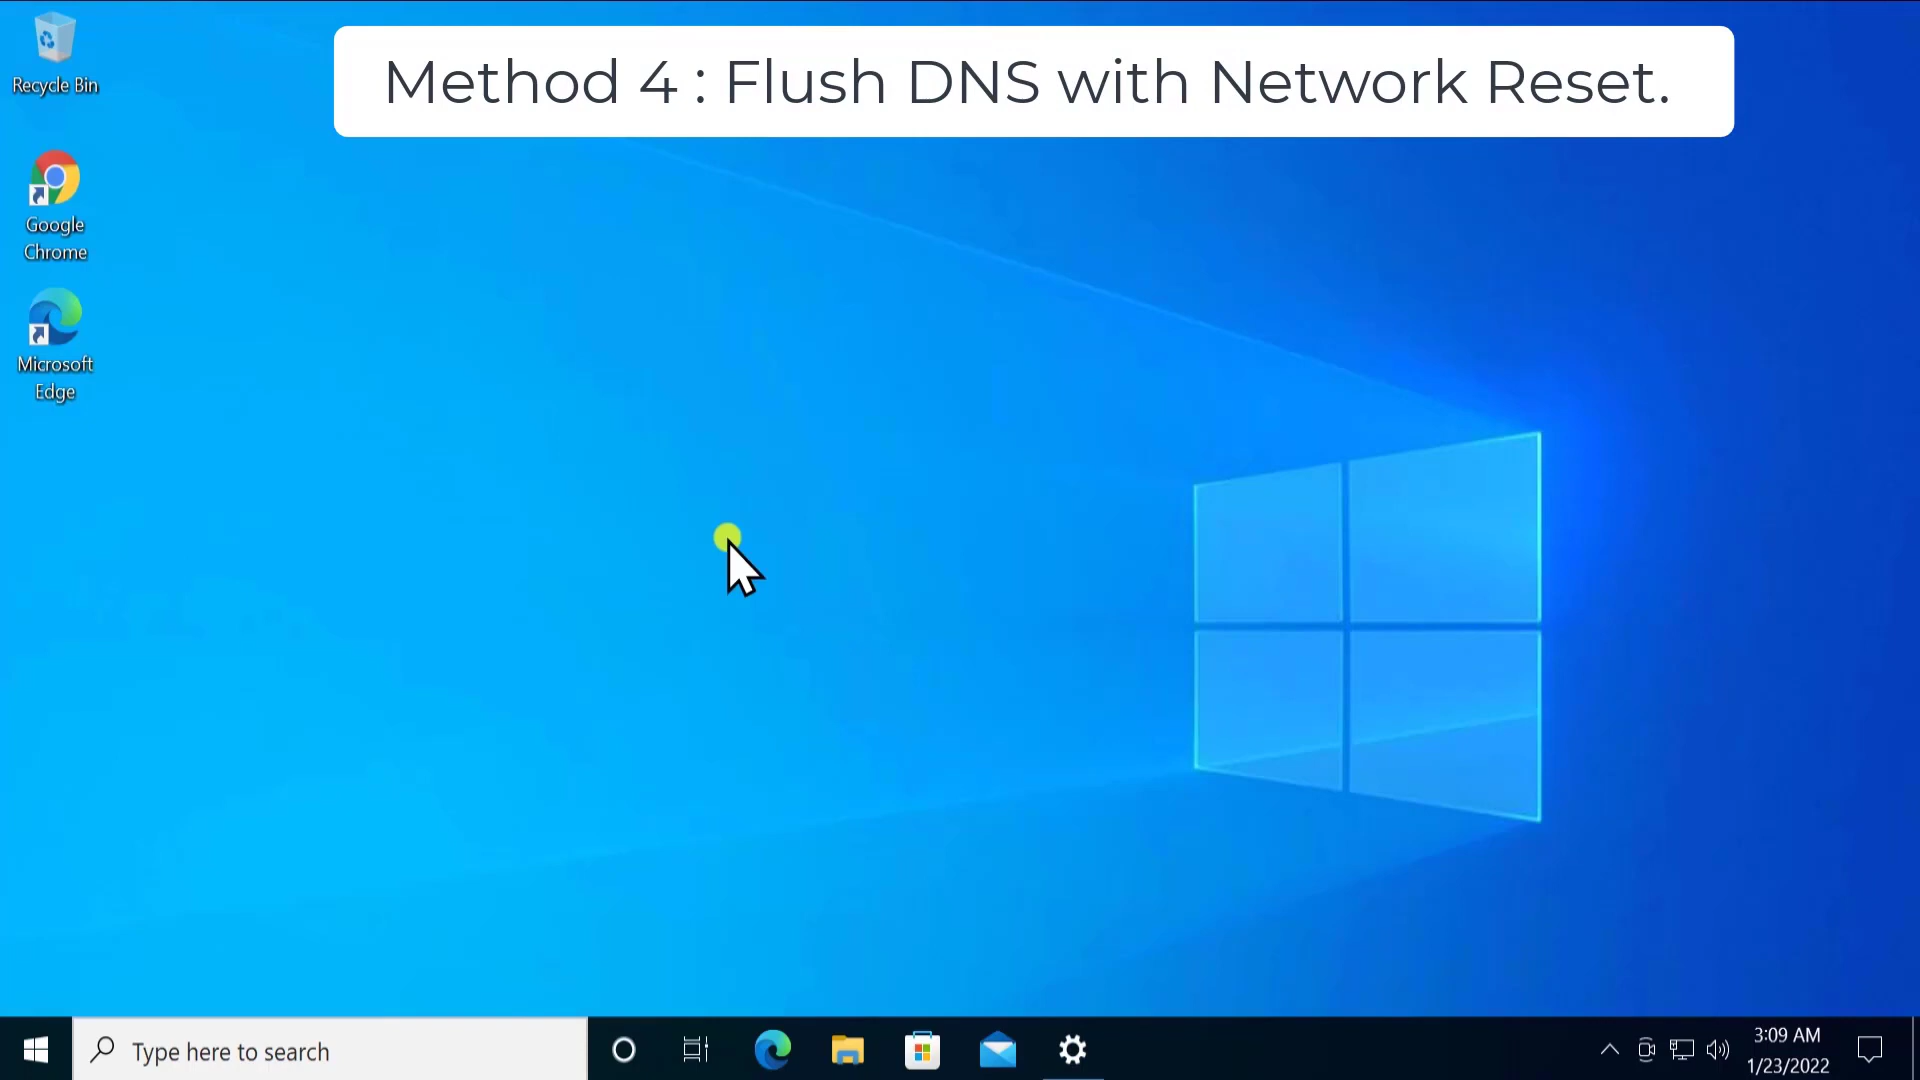 Method 4 : Flush DNS with Network Reset.
Recycle Bin
Google
Chrome
Microsoft
Edge
Type here to search
3:09 AM
1/23/2022